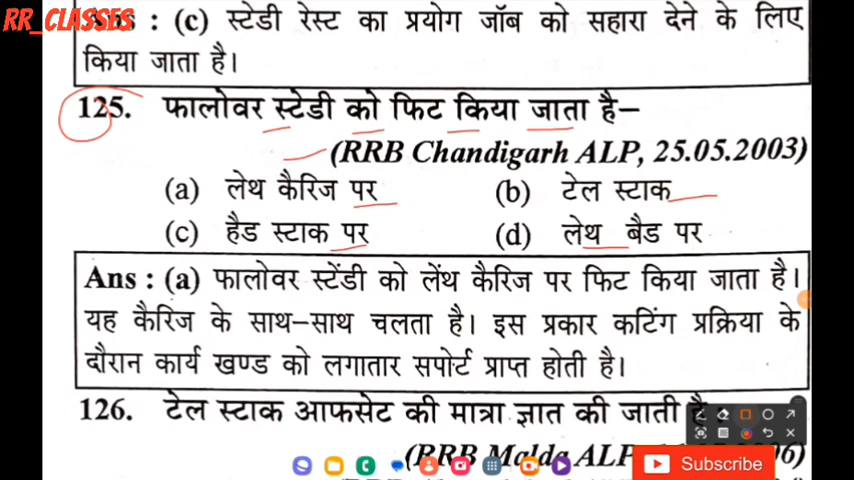 RR_CLASSES
: (c) स्टेडी रेस्ट का प्रयोग जॉब को सहारा देने के लिए
किया जाता है।
125. फालोवर स्टेडी को फिट किया जाता है–
(RRB Chandigarh ALP, 25.05.2003)
(a) लेथ कैरिज पर (b) टेल स्टाक
(c) हैड स्टाक पर (d) लेथ बैड पर
Ans : (a) फालोवर स्टेंडी को लेंथ कैरिज पर फिट किया जाता है।
यह कैरिज के साथ–साथ चलता है। इस प्रकार कटिंग प्रक्रिया के
दौरान कार्य खण्ड को लगातार सपोर्ट प्राप्त होती है।
126. टेल स्टाक आफसेट की मात्रा ज्ञात की जाती है
(RRB Malda ALP
Subscribe